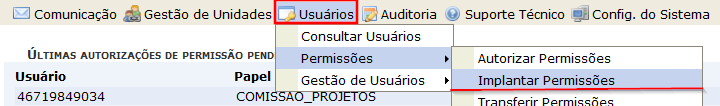 Comunicação Gestão de Unidades Usuários Auditoria Suporte Técnico Config. do Sistema
Consultar Usuários
ÚLTIMAS AUTORIZAÇÕES DE PERMISSÃO PEND
Permissões Autorizar Permissões
Usuário Papel Gestão de Usuários Implantar Permissões
46719849034 COMISSAO_PROJETOS Transferir Permissões